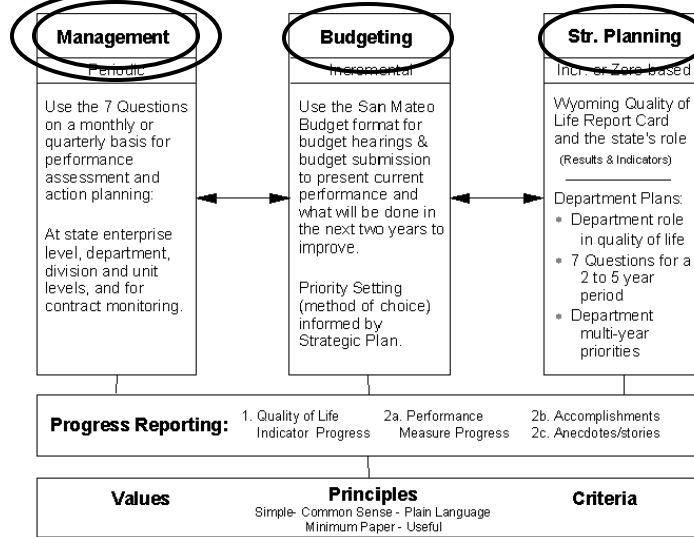 Management
Periodic
Use the 7 Questions
on a monthly or
quarterly basis for
performance
assessment and
action planning:
At state enterprise
level, department,
division and unit
levels, and for
contract monitoring.
Budgeting
Incremental
Use the San Mateo
Budget format for
budget hearings &
budget submission
to present current
performance and
what will be done in
the next two years to
improve.
Priority Setting
(method of choice)
informed by
Strategic Plan.
Str. Planning
Incr. or Zero based
Wyoming Quality of
Life Report Card
and the state's role
(Results & Indicators)
Department Plans:
* Department role
in quality of life
* 7 Questions for a
2 to 5 year
period
* Department
multi-year
priorities
Progress Reporting:
1. Quality of Life
Indicator Progress
2a. Performance
Measure Progress
2b. Accomplishments
2c. Anecdotes/stories
Values
Principles
Simple- Common Sense - Plain Language
Minimum Paper - Useful
Criteria